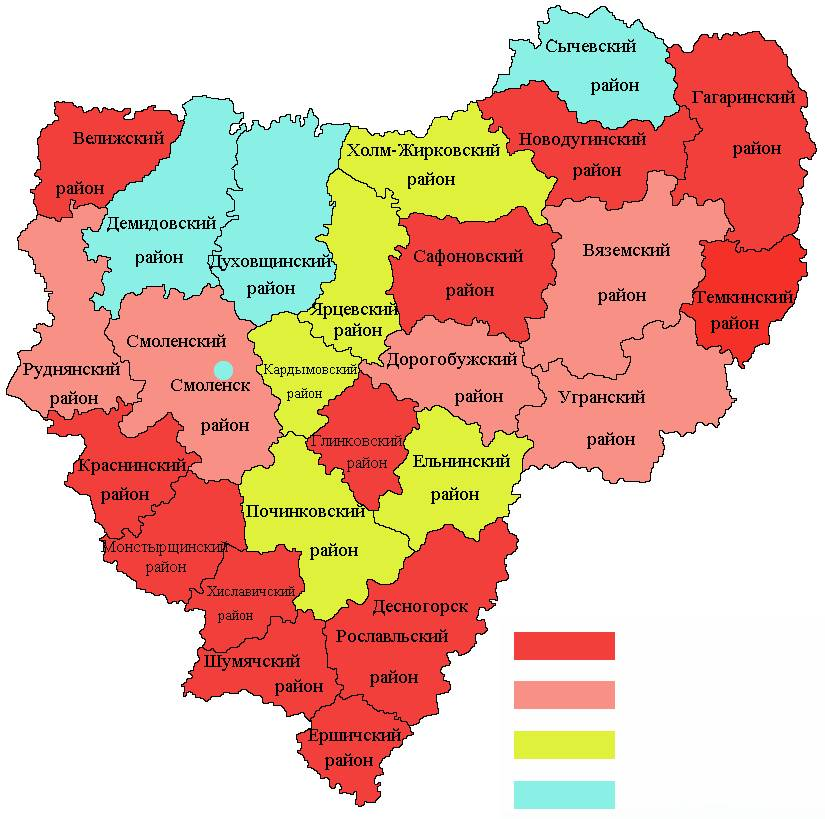 Сычевский
район
Гагаринский
район
Велижский
район
Новодугинский
район
Холм-Жирковский
район
Демидовский
район
Духовщинский
район
Сафоновский
район
Вяземский
район
Темкинский
район
Ярцевский
район
Смоленский
Смоленск
район
Руднянский
район
Кардымовский
район
Дорогобужский
район
Угранский
район
Глинковский
район
Ельнинский
район
Краснинский
район
Починковский
район
Монстырщинский
район
Хиславичский
район
Десногорск
Рославльский
район
Шумячский
район
Ершичский
район